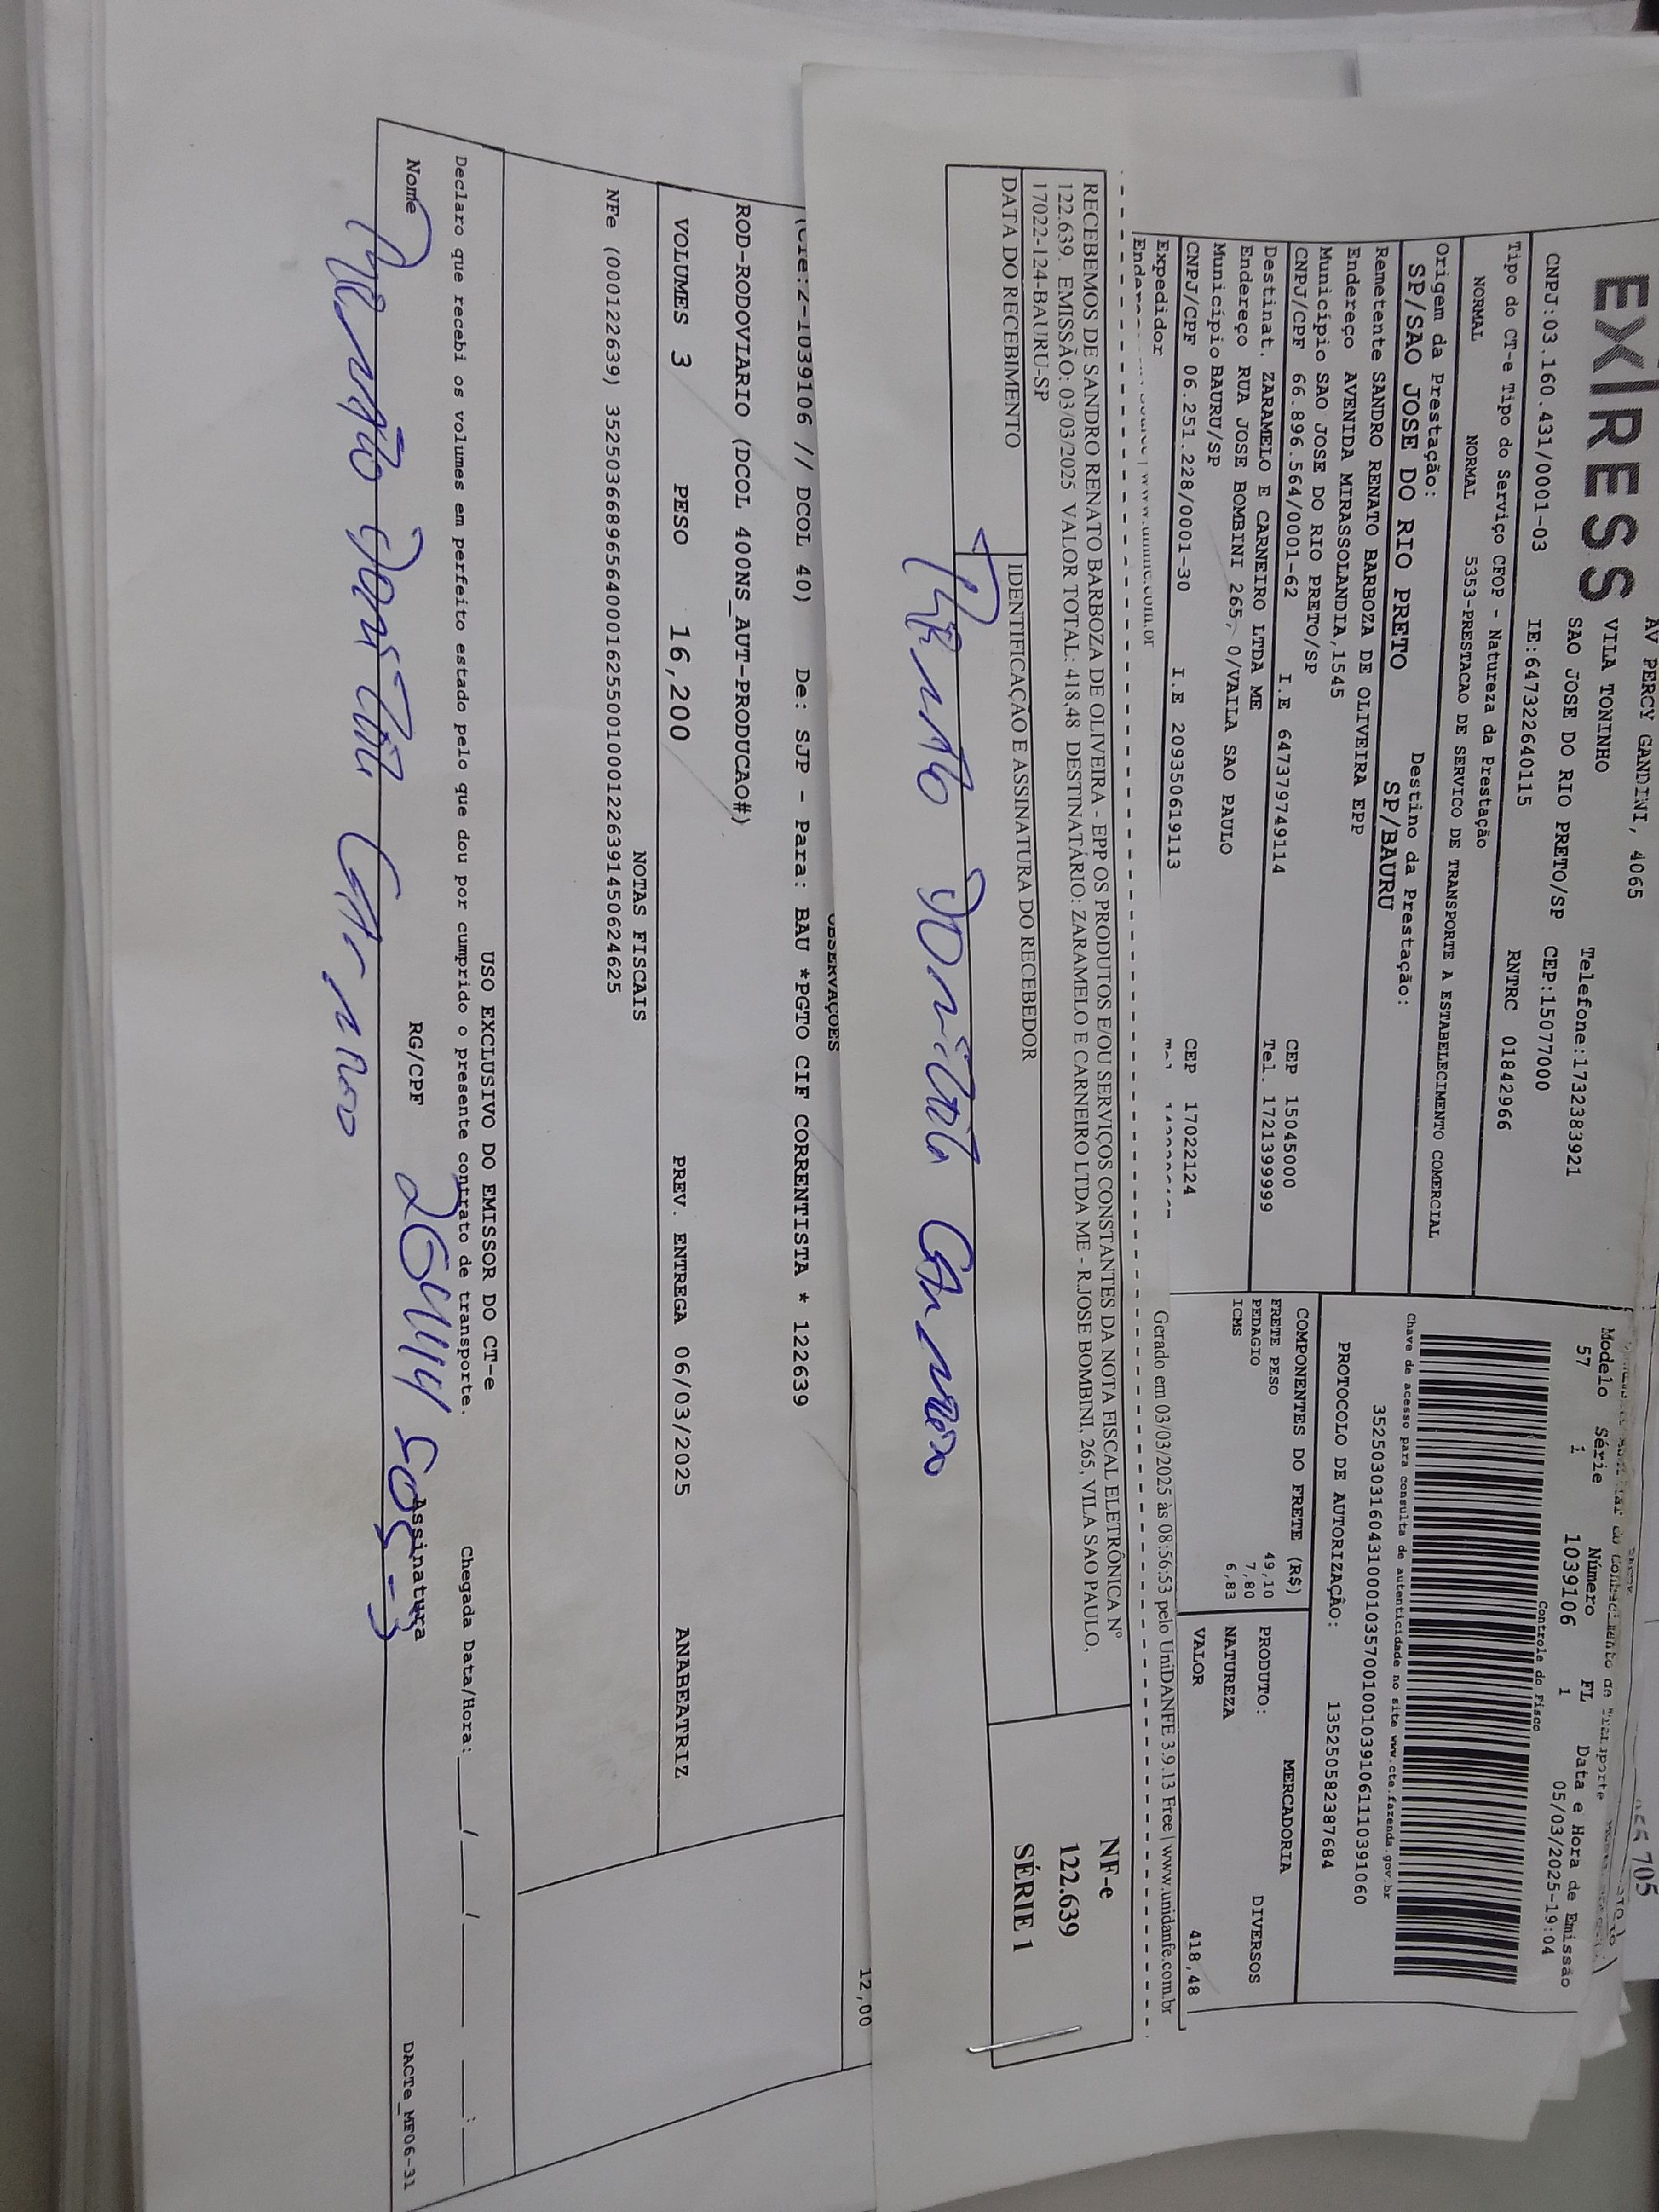 EXPRESS
AV PERCY GANDINI, 4065
VILA TONINHO
SAO JOSE DO RIO PRETO/SP
Telefone:1732383921
CEP:15077000
CNPJ:03.160.431/0001-03 IE:647322640115 RNTRC 01842966
Tipo do CT-e Tipo do Serviço CFOP - Natureza da Prestação
NORMAL NORMAL 5353-PRESTACAO DE SERVICO DE TRANSPORTE A ESTABELECIMENTO COMERCIAL
Origem da Prestação: Destino da Prestação:
SP/SAO JOSE DO RIO PRETO SP/BAURU
Remetente SANDRO RENATO BARBOZA DE OLIVEIRA EPP
Endereço AVENIDA MIRASSOLANDIA,1545
Município SAO JOSE DO RIO PRETO/SP CEP 15045000
CNPJ/CPF 66.896.564/0001-62 I.E 647379749114 Tel. 1721399999
Destinat. ZARAMELO E CARNEIRO LTDA ME
Endereço RUA JOSE BOMBINI 265, 0/VAILA SAO PAULO
Município BAURU/SP CEP 17022124
CNPJ/CPF 06.251.228/0001-30 I.E 209350619113
Expedidor
Modelo Série Número FL Data e Hora de Emissão
57 1 1039106 1 05/03/2025-19:04
Controle do Fisco
Chave de acesso para consulta de autenticidade no site www.cte.fazenda.gov.br
35250303160431000103570010010391061110391060
PROTOCOLO DE AUTORIZAÇÃO: 135250582387684
COMPONENTES DO FRETE (R$)
FRETE PESO 49,10
PEDAGIO 7,80
ICMS 6,83
MERCADORIA
PRODUTO: DIVERSOS
NATUREZA
VALOR 418,48
Gerado em 03/03/2025 às 08:56:53 pelo UniDANFE 3.9.13 Free | www.unidanfe.com.br
RECEBEMOS DE SANDRO RENATO BARBOZA DE OLIVEIRA - EPP OS PRODUTOS E/OU SERVIÇOS CONSTANTES DA NOTA FISCAL ELETRÔNICA Nº
122.639. EMISSÃO: 03/03/2025 VALOR TOTAL: 418,48 DESTINATÁRIO: ZARAMELO E CARNEIRO LTDA ME - R.JOSE BOMBINI, 265, VILA SAO PAULO,
17022-124-BAURU-SP
NF-e
122.639
SÉRIE 1
DATA DO RECEBIMENTO IDENTIFICAÇÃO E ASSINATURA DO RECEBEDOR
OBSERVAÇÕES
12,00
1039106 // DCOL 40) De: SJP - Para: BAU *PGTO CIF CORRENTISTA * 122639
ROD-RODOVIARIO (DCOL 400NS_AUT-PRODUCAO#)
VOLUMES 3 PESO 16,200 PREV. ENTREGA 06/03/2025 ANABEATRIZ
NOTAS FISCAIS
NFe (000122639) 35250366896564000162550010001226391450624625
USO EXCLUSIVO DO EMISSOR DO CT-e
Declaro que recebi os volumes em perfeito estado pelo que dou por cumprido o presente contrato de transporte. Chegada Data/Hora:
Nome RG/CPF Assinatura
DACTe_MF06-31